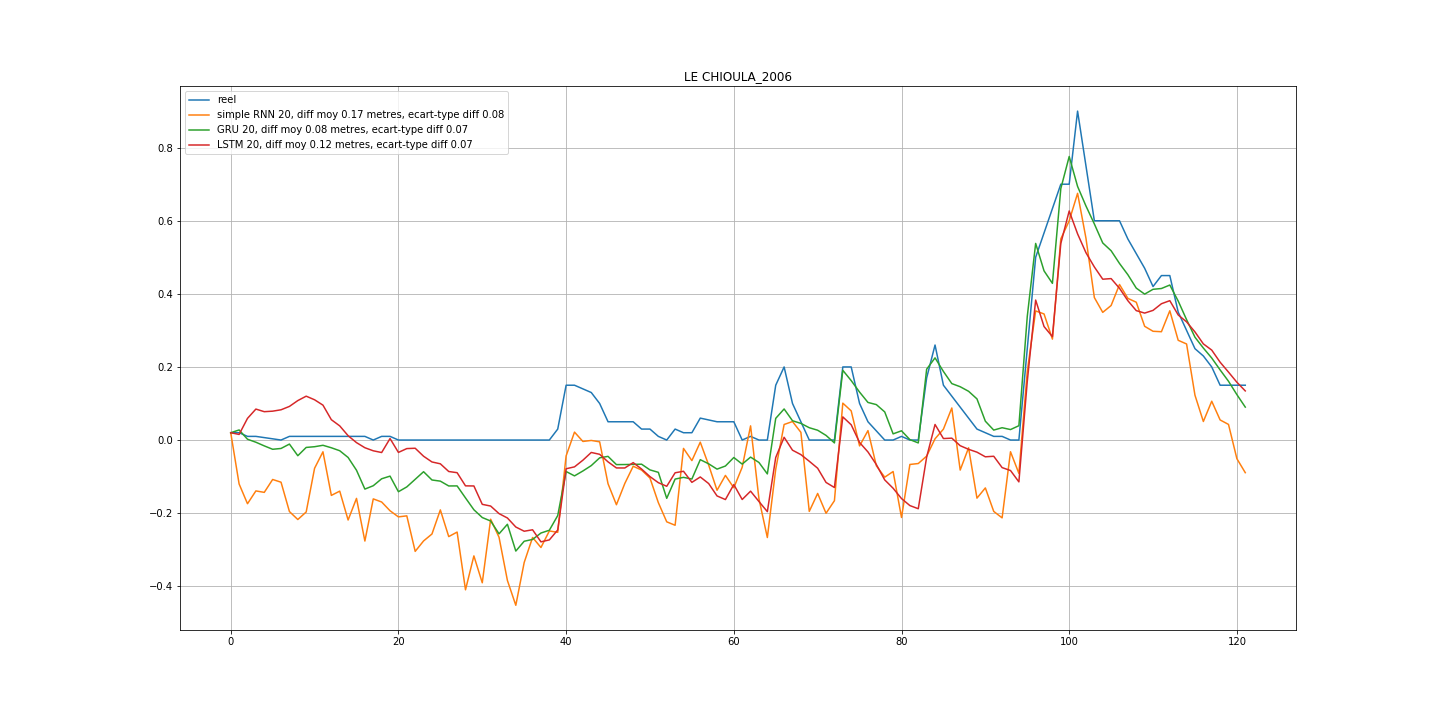 LE CHIOULA_2006
reel
simple RNN 20, diff moy 0.17 metres, ecart-type diff 0.08
GRU 20, diff moy 0.08 metres, ecart-type diff 0.07
LSTM 20, diff moy 0.12 metres, ecart-type diff 0.07
0.8
0.6
0.4
0.2
0.0
−0.2
−0.4
0 20 40 60 80 100 120